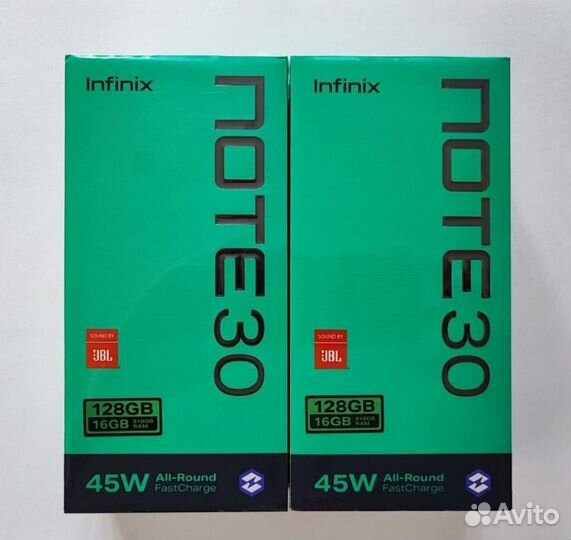 Infinix
NOTE30
SOUND BY
JBL
128GB
16GB 8+8GB RAM
45W All-Round FastCharge
Infinix
NOTE30
SOUND BY
JBL
128GB
16GB 8+8GB RAM
45W All-Round FastCharge
Avito